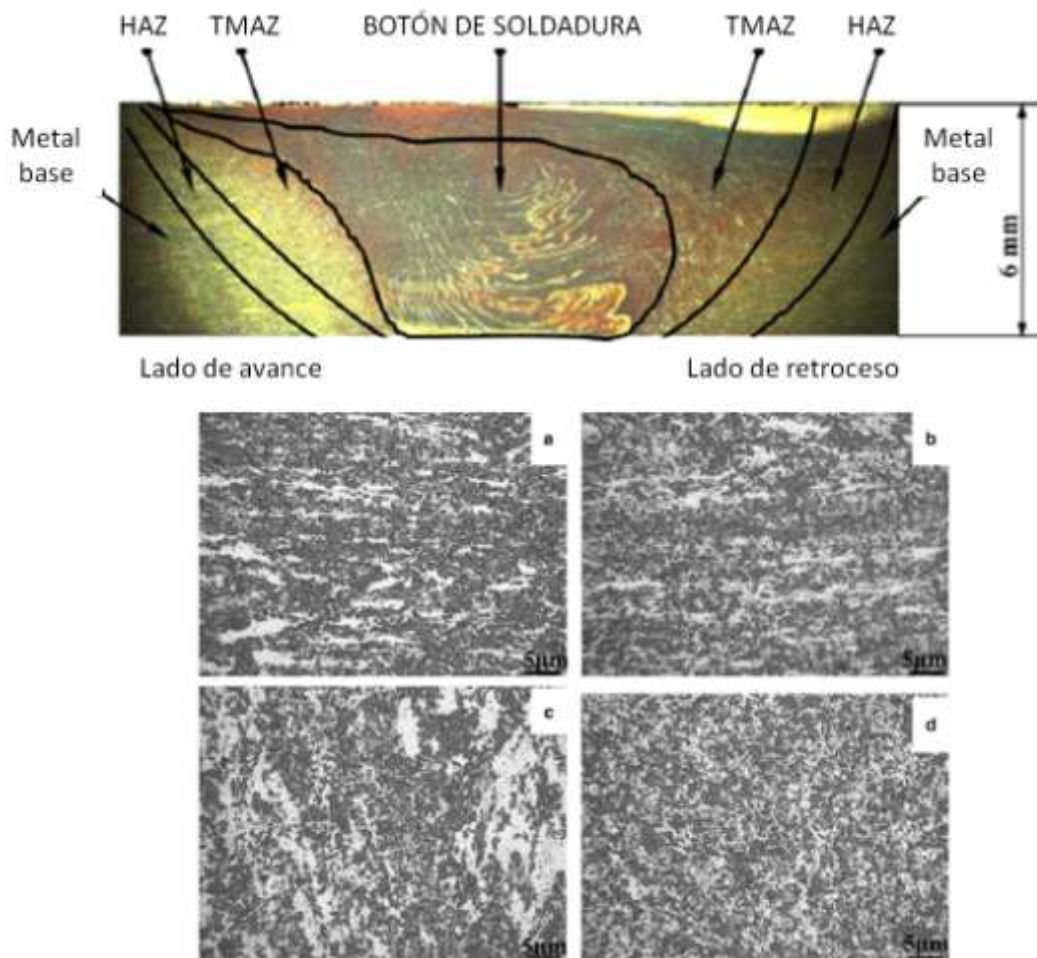 HAZ TMAZ BOTÓN DE SOLDADURA TMAZ HAZ
Metal base
Metal base
6 mm
Lado de avance
Lado de retroceso
a
5μm
b
5μm
c
5μm
d
5μm